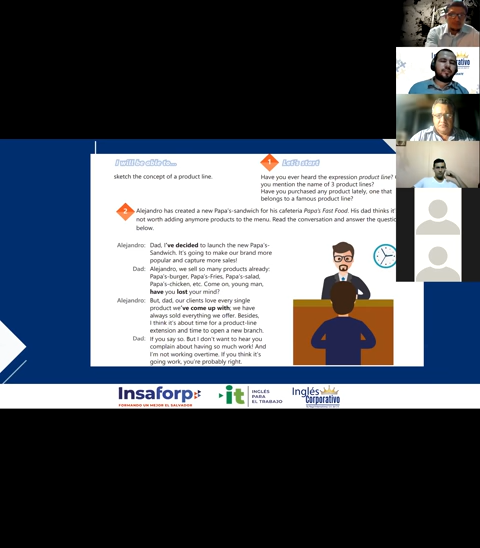 I will be able to...
sketch the concept of a product line.
1 Let's start
Have you ever heard the expression product line?
you mention the name of 3 product lines?
Have you purchased any product lately, one that
belongs to a famous product line?
2 Alejandro has created a new Papa's-sandwich for his cafeteria Papa's Fast Food. His dad thinks it'
not worth adding anymore products to the menu. Read the conversation and answer the
below.
Alejandro: Dad, I've decided to launch the new Papa's-
Sandwich. It's going to make our brand more
popular and capture more sales!
Dad: Alejandro, we sell so many products already:
Papa's-burger, Papa's-Fries, Papa's-salad,
Papa's-chicken, etc. Come on, young man,
have you lost your mind?
Alejandro: But, dad, our clients love every single
product we've come up with; we have
always sold everything we offer. Besides,
I think it's about time for a product-line
extension and time to open a new branch.
Dad: If you say so. But I don't want to hear you
complain about having so much work! And
I'm not working overtime. If you think it's
going work, you're probably right.
Insaforp
FORMANDO UN MEJOR EL SALVADOR
it
INGLÉS
PARA
EL TRABAJO
Inglés
Corporativo